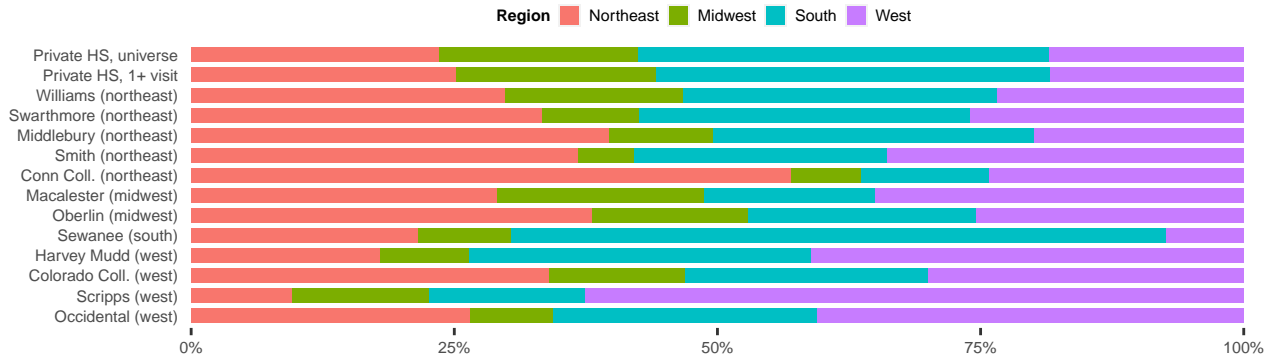 Region Northeast Midwest South West
Private HS, universe
Private HS, 1+ visit
Williams (northeast)
Swarthmore (northeast)
Middlebury (northeast)
Smith (northeast)
Conn Coll. (northeast)
Macalester (midwest)
Oberlin (midwest)
Sewanee (south)
Harvey Mudd (west)
Colorado Coll. (west)
Scripps (west)
Occidental (west)
0% 25% 50% 75% 100%